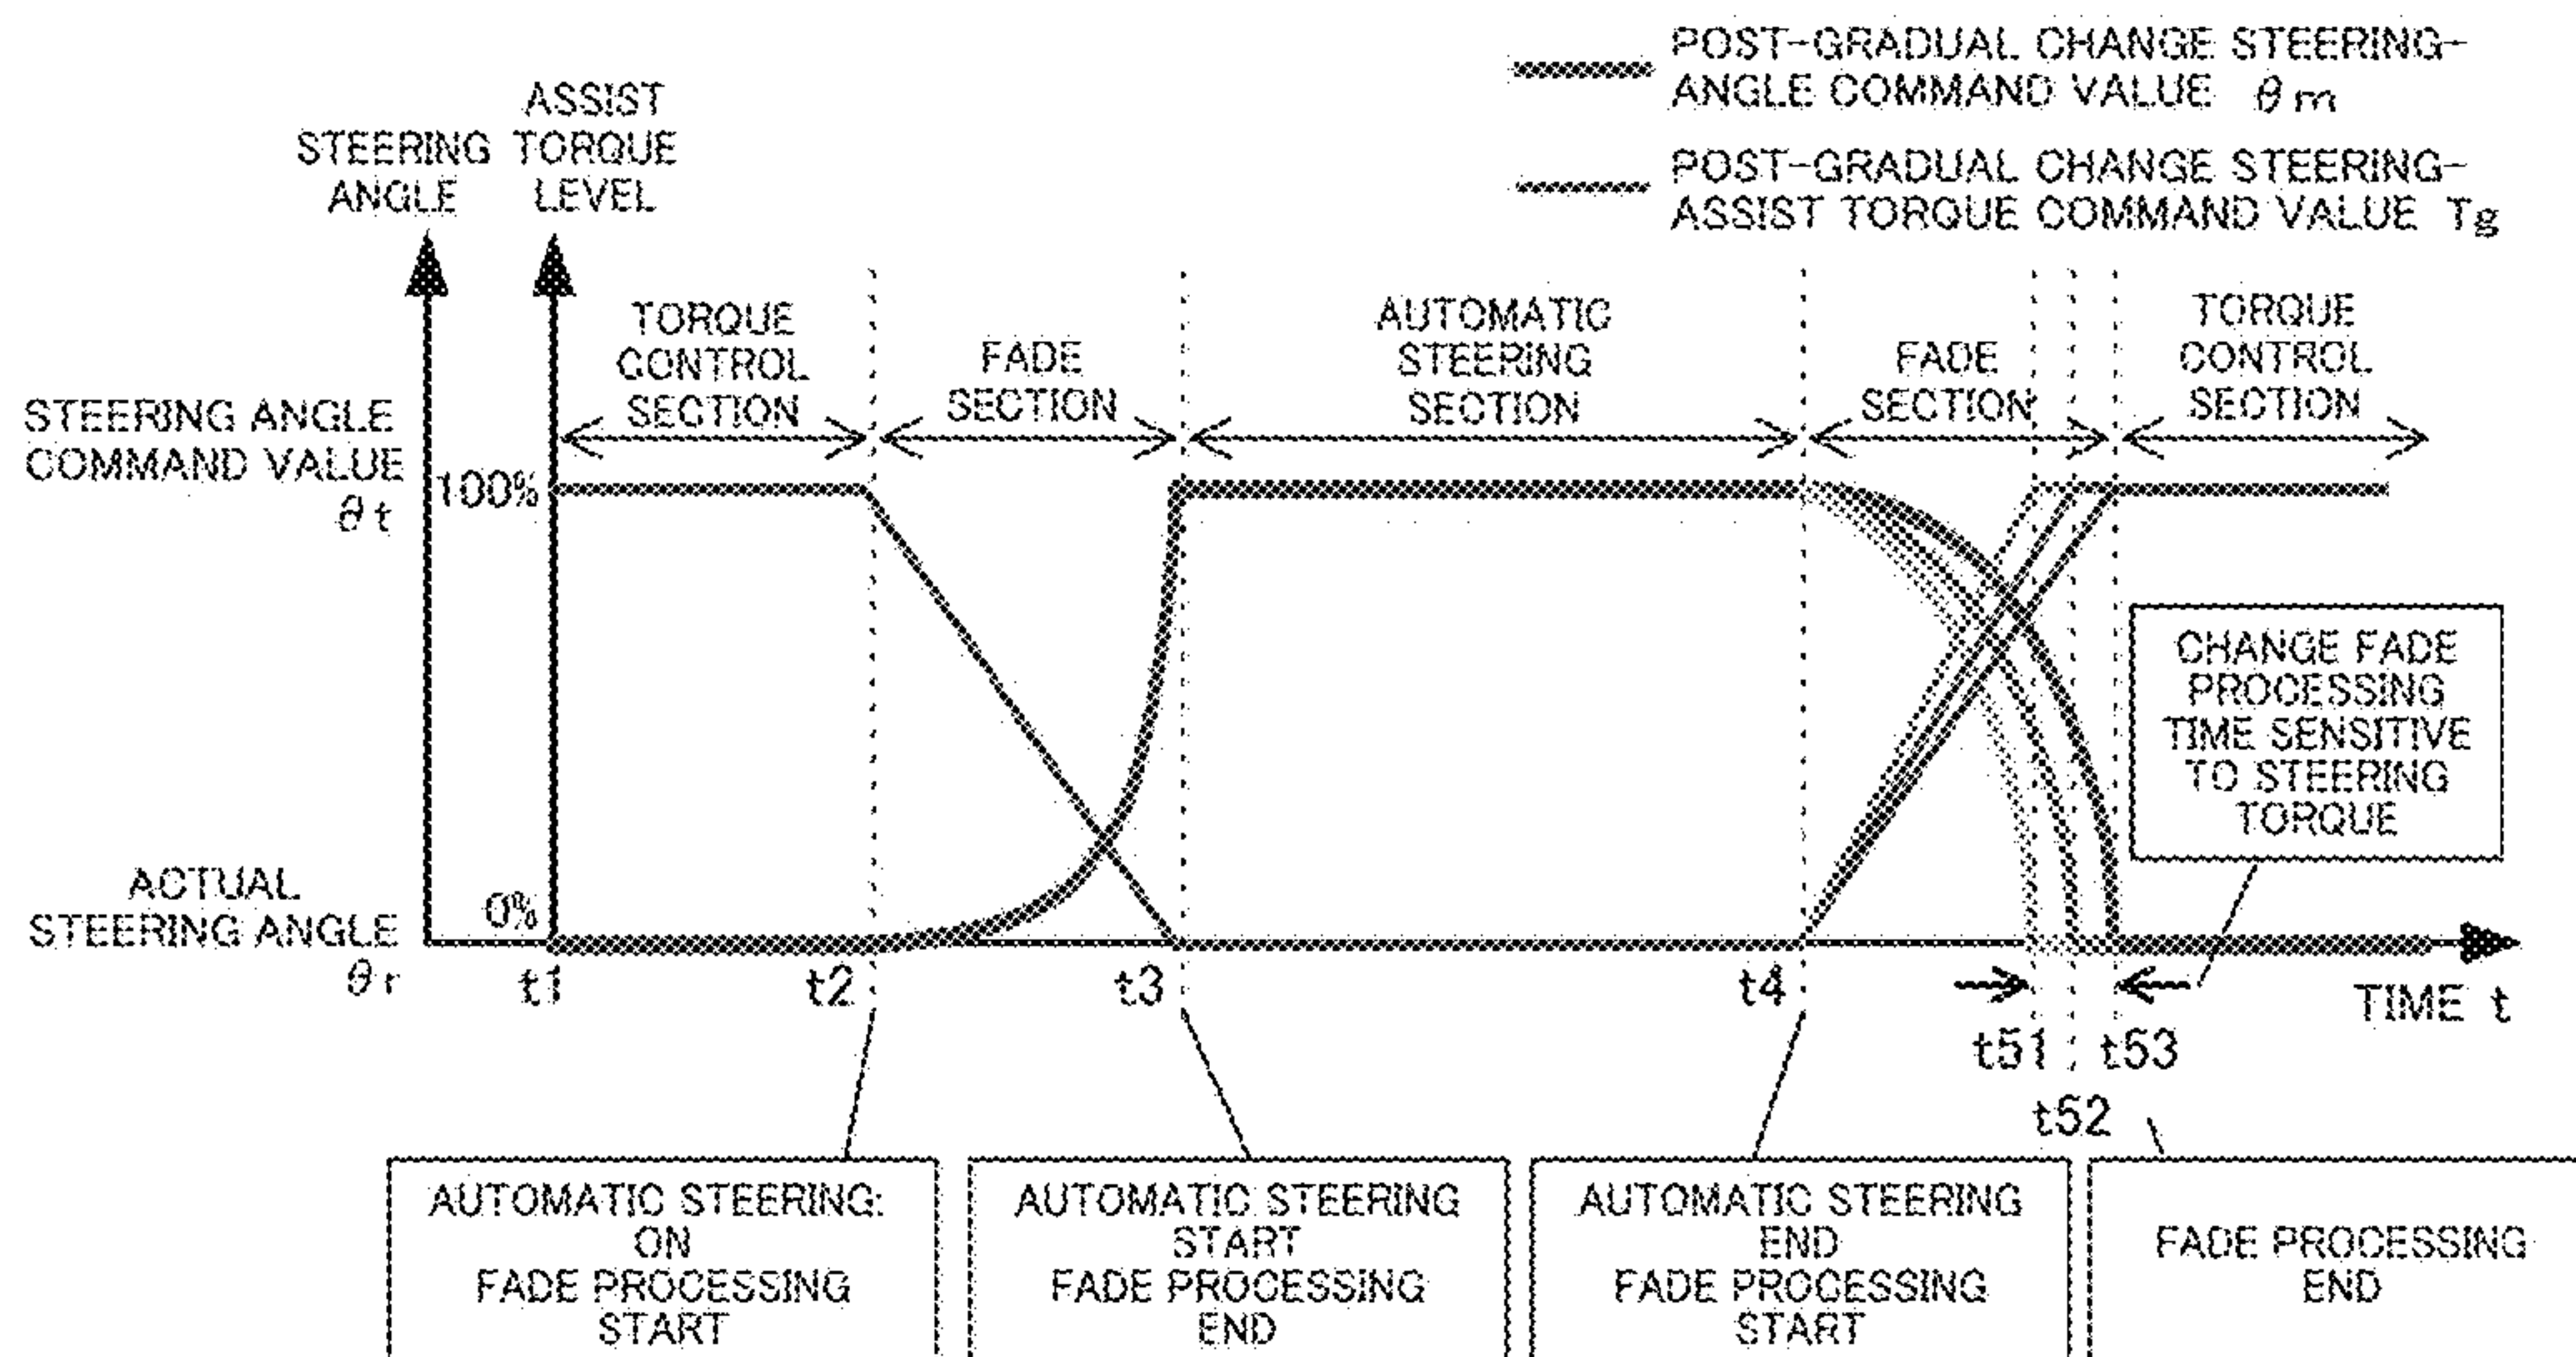 POST-GRADUAL CHANGE STEERING-
ANGLE COMMAND VALUE θm
POST-GRADUAL CHANGE STEERING-
ASSIST TORQUE COMMAND VALUE Tg
STEERING
ANGLE
ASSIST
TORQUE
LEVEL
TORQUE
CONTROL
SECTION
FADE
SECTION
AUTOMATIC
STEERING
SECTION
FADE
SECTION
TORQUE
CONTROL
SECTION
STEERING ANGLE
COMMAND VALUE
θt
100%
CHANGE FADE
PROCESSING
TIME SENSITIVE
TO STEERING
TORQUE
ACTUAL
STEERING ANGLE
θr
0%
t1
t2
t3
t4
t51
t52
t53
TIME t
AUTOMATIC STEERING:
ON
FADE PROCESSING
START
AUTOMATIC STEERING
START
FADE PROCESSING
END
AUTOMATIC STEERING
END
FADE PROCESSING
START
FADE PROCESSING
END